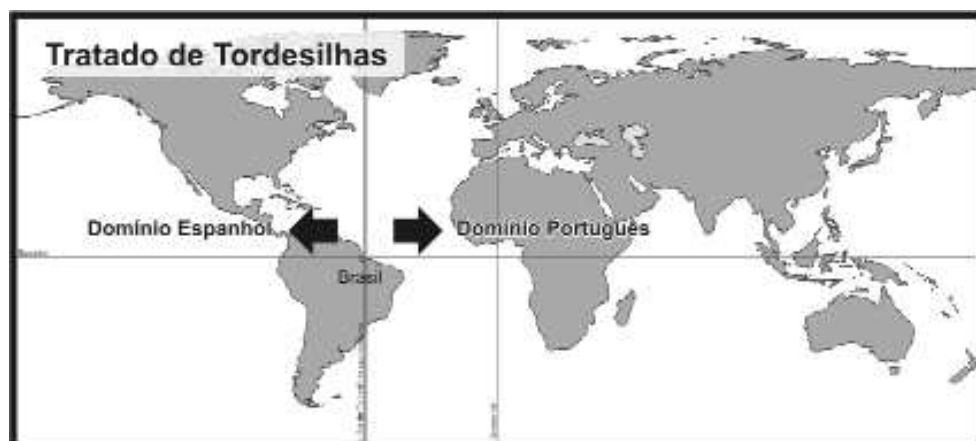 Tratado de Tordesilhas
Domínio Espanhol
Domínio Português
Brasil